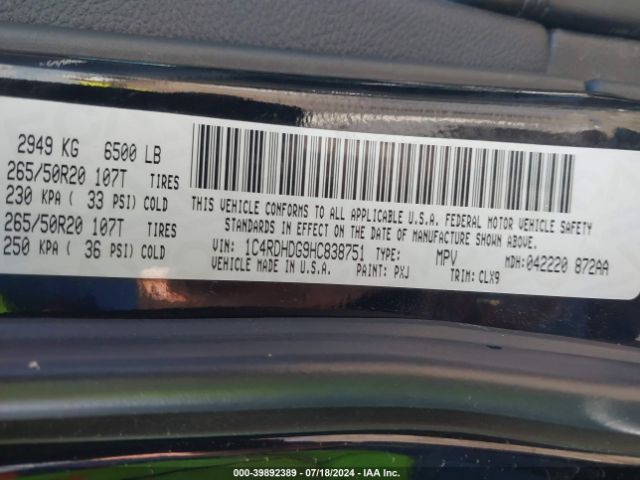 2949 KG 6500 LB
265/50R20 107T TIRES
230 KPA ( 33 PSI) COLD
265/50R20 107T TIRES
250 KPA ( 36 PSI) COLD
THIS VEHICLE CONFORMS TO ALL APPLICABLE U.S.A. FEDERAL MOTOR VEHICLE SAFETY
STANDARDS IN EFFECT ON THE DATE OF MANUFACTURE SHOWN ABOVE.
VIN: 1C4RDHDG9HC838751 TYPE: MPV MDH:042220 872AA
VEHICLE MADE IN U.S.A. PAINT: PXJ TRIM: CLX9
000-39892389 - 07/18/2024 - IAA Inc.